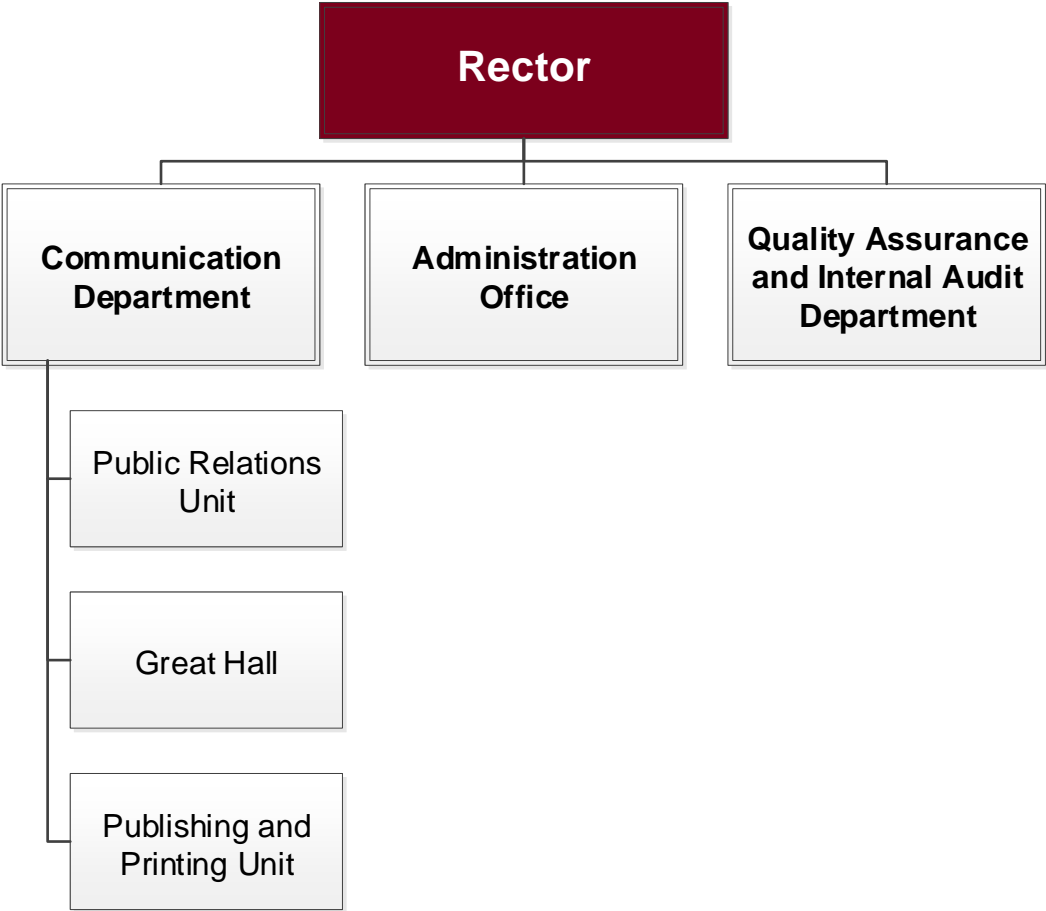 Rector
Communication
Department
Administration
Office
Quality Assurance
and Internal Audit
Department
Public Relations
Unit
Great Hall
Publishing and
Printing Unit